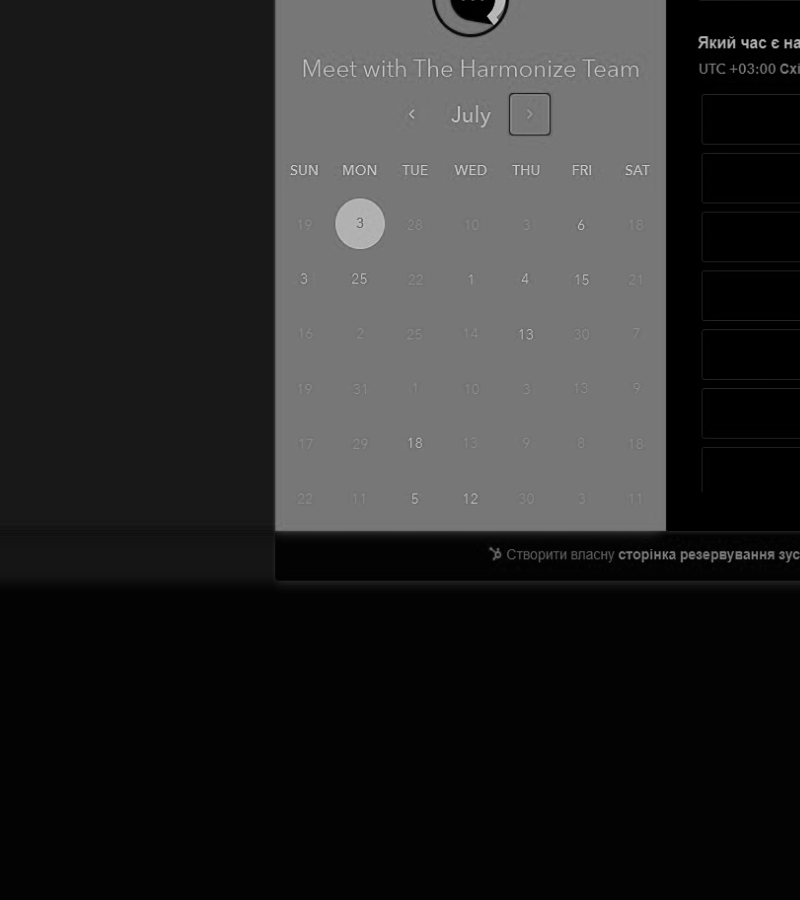 Meet with The Harmonize Team
July
SUN MON TUE WED THU FRI SAT
19 3 28 10 3 6 18
3 25 22 1 4 15 21
16 2 25 14 13 30 7
19 31 1 10 3 13 9
17 29 18 13 9 8 18
22 11 5 12 30 3 11
Який час є на
UTC +03:00 Схі
Створити власну сторінка резервування зус